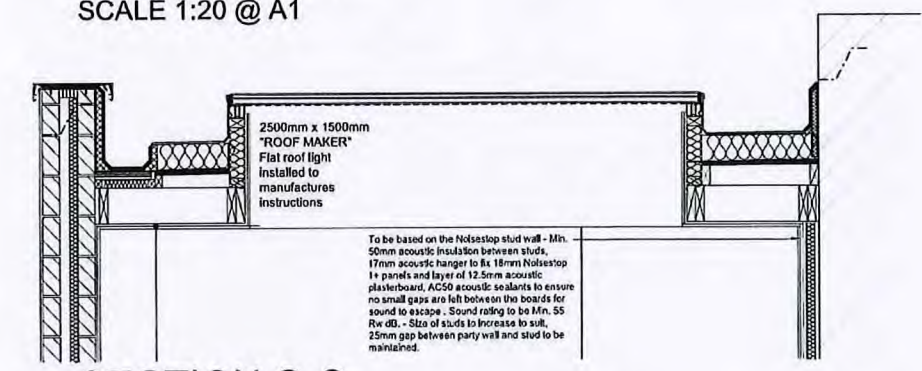 SCALE 1:20 @ A1
2500mm x 1500mm
"ROOF MAKER"
Flat roof light
installed to
manufactures
instructions
To be based on the Noisestop stud wall - Min.
50mm acoustic insulation between studs,
17mm acoustic hanger to fix 18mm Noisestop
1+ panels and layer of 12.5mm acoustic
plasterboard, AC50 acoustic sealants to ensure
no small gaps are left between the boards for
sound to escape . Sound rating to be Min. 55
Rw dB. - Size of studs to increase to suit,
25mm gap between party wall and stud to be
maintained.